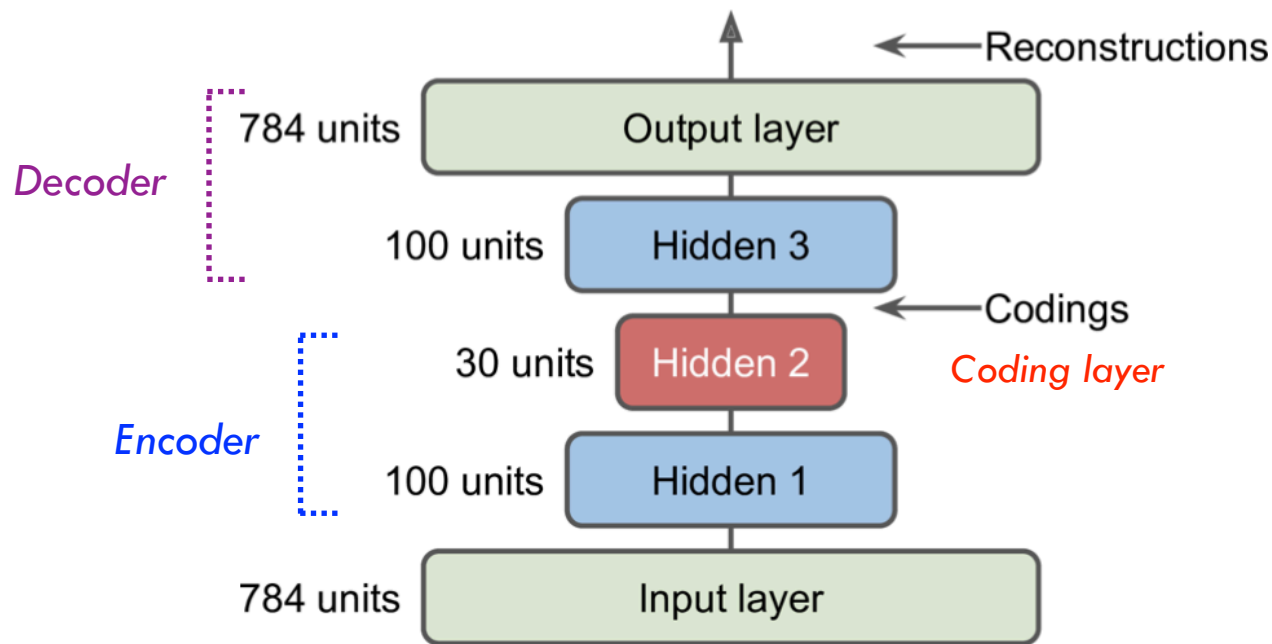 Reconstructions
784 units Output layer
Decoder
100 units Hidden 3
Codings
30 units Hidden 2 Coding layer
Encoder
100 units Hidden 1
784 units Input layer